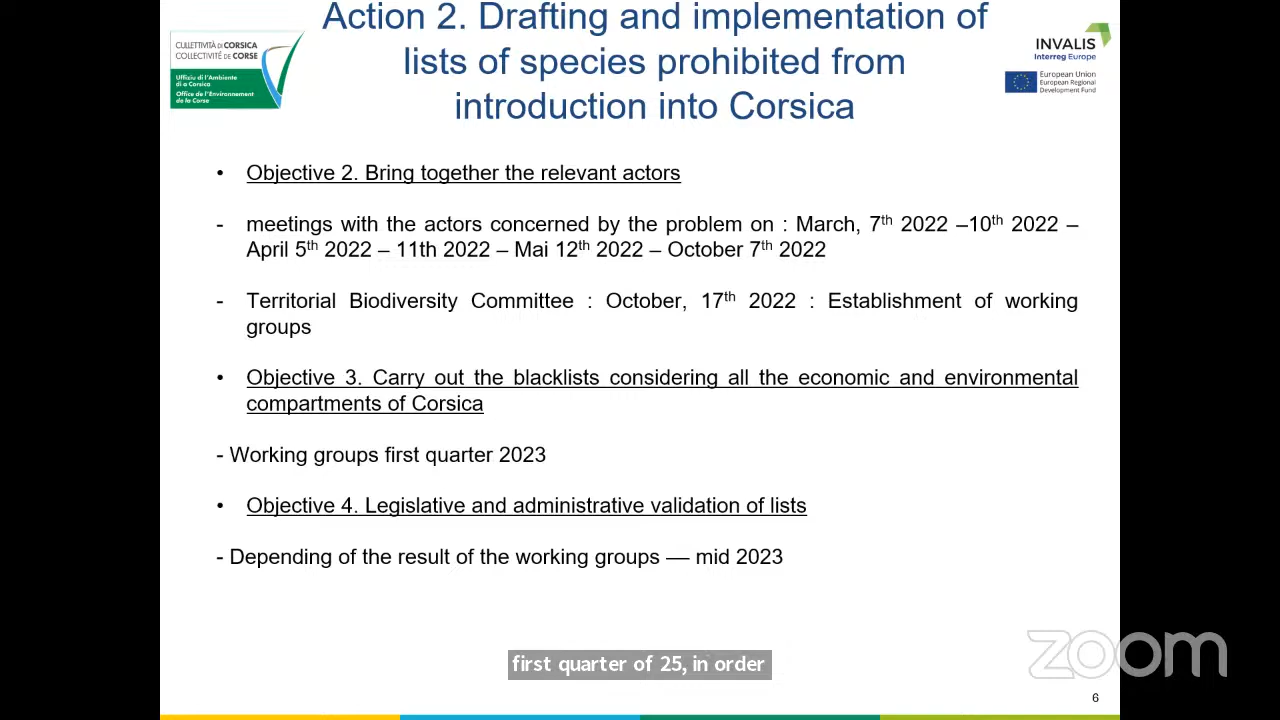 Action 2. Drafting and implementation of
lists of species prohibited from
introduction into Corsica
CULLETTIVITÀ DI CORSICA
COLLECTIVITÉ DE CORSE
Uffiziu di l'Ambiente
di a Corsica
Office de l'Environnement
de la Corse
INVALIS
Interreg Europe
European Union
European Regional
Development Fund
• Objective 2. Bring together the relevant actors
- meetings with the actors concerned by the problem on : March, 7th 2022 –10th 2022 –
April 5th 2022 – 11th 2022 – Mai 12th 2022 – October 7th 2022
- Territorial Biodiversity Committee : October, 17th 2022 : Establishment of working
groups
• Objective 3. Carry out the blacklists considering all the economic and environmental
compartments of Corsica
- Working groups first quarter 2023
• Objective 4. Legislative and administrative validation of lists
- Depending of the result of the working groups — mid 2023
zoom
first quarter of 25, in order
6